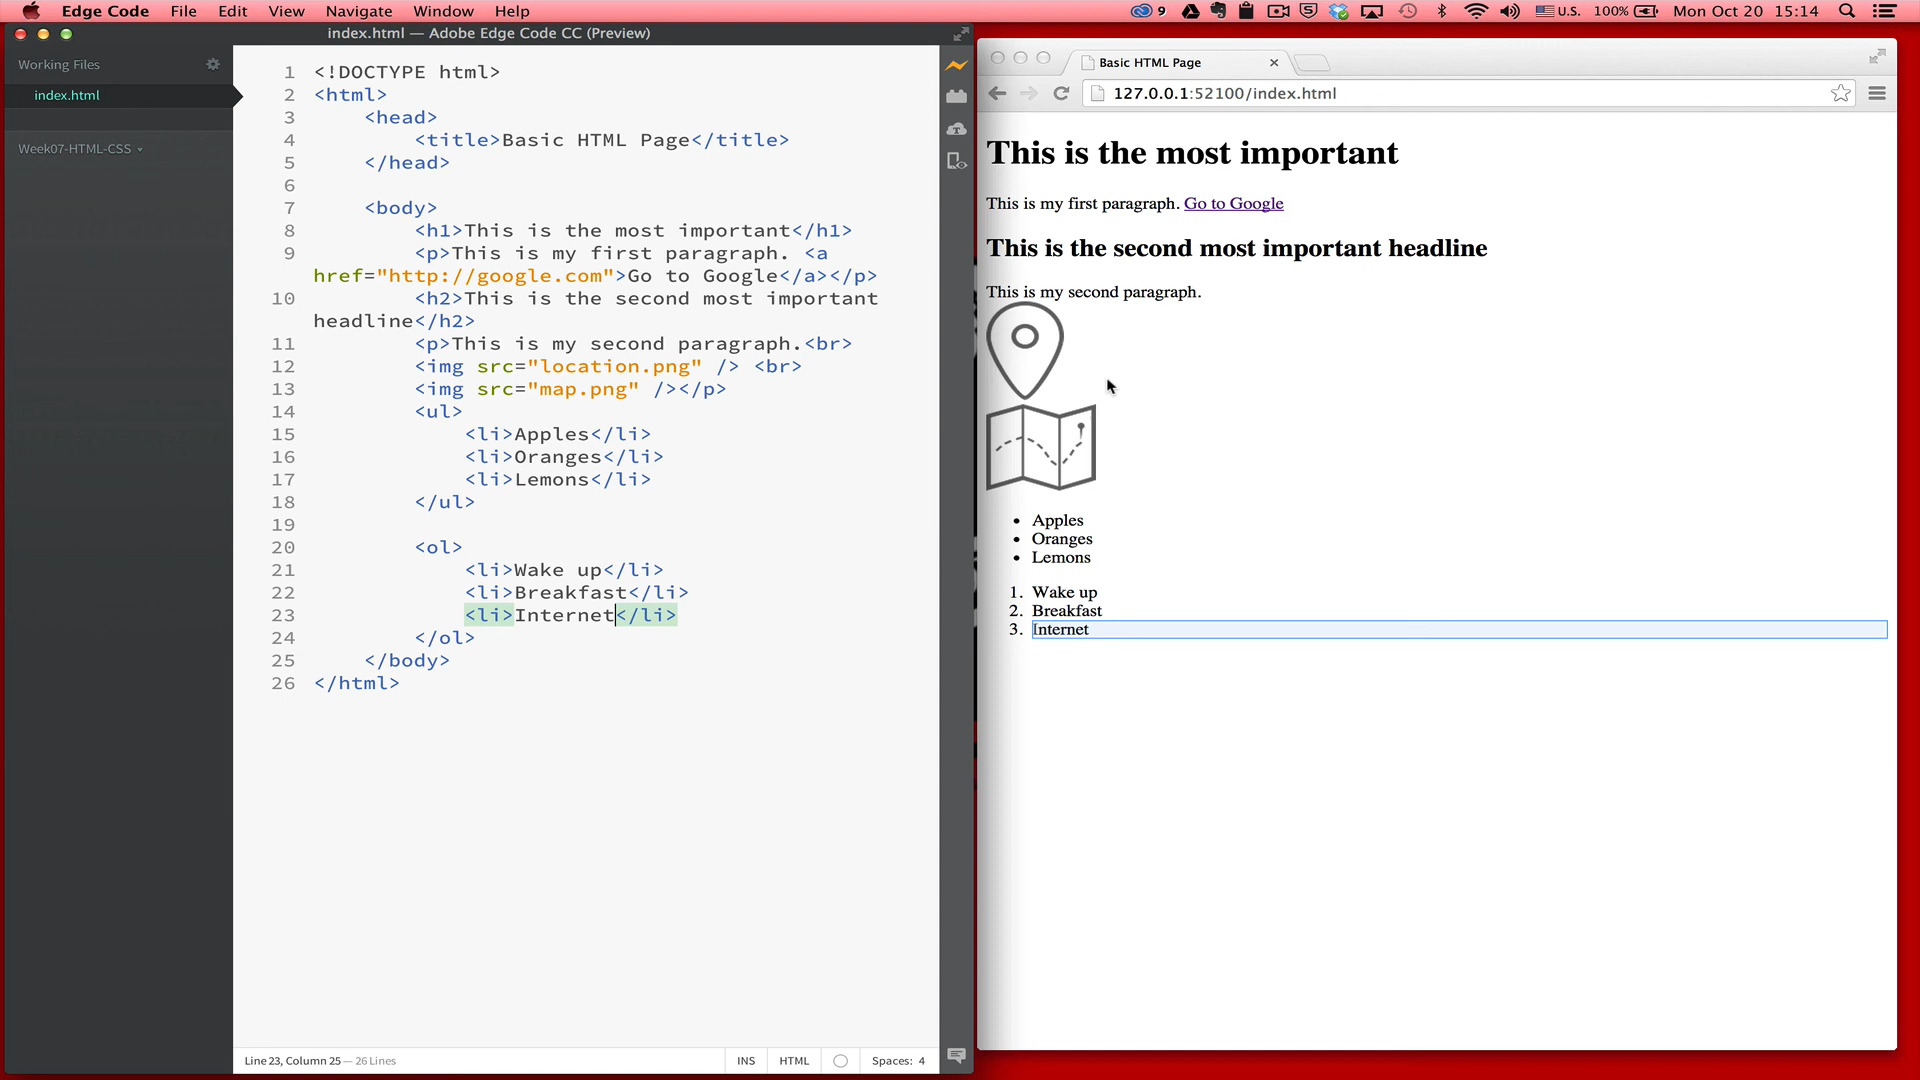 Edge Code File Edit View Navigate Window Help 9 U.S. 100% Mon Oct 20 15:14
index.html — Adobe Edge Code CC (Preview)
Working Files
index.html
Week07-HTML-CSS
1 <!DOCTYPE html>
2 <html>
3 <head>
4 <title>Basic HTML Page</title>
5 </head>
6
7 <body>
8 <h1>This is the most important</h1>
9 <p>This is my first paragraph. <a
href="http://google.com">Go to Google</a></p>
10 <h2>This is the second most important
headline</h2>
11 <p>This is my second paragraph.<br>
12 <img src="location.png" /> <br>
13 <img src="map.png" /></p>
14 <ul>
15 <li>Apples</li>
16 <li>Oranges</li>
17 <li>Lemons</li>
18 </ul>
19
20 <ol>
21 <li>Wake up</li>
22 <li>Breakfast</li>
23 <li>Internet</li>
24 </ol>
25 </body>
26 </html>
Line 23, Column 25 — 26 Lines INS HTML Spaces: 4
Basic HTML Page
127.0.0.1:52100/index.html
This is the most important
This is my first paragraph. Go to Google
This is the second most important headline
This is my second paragraph.
• Apples
• Oranges
• Lemons
1. Wake up
2. Breakfast
3. Internet